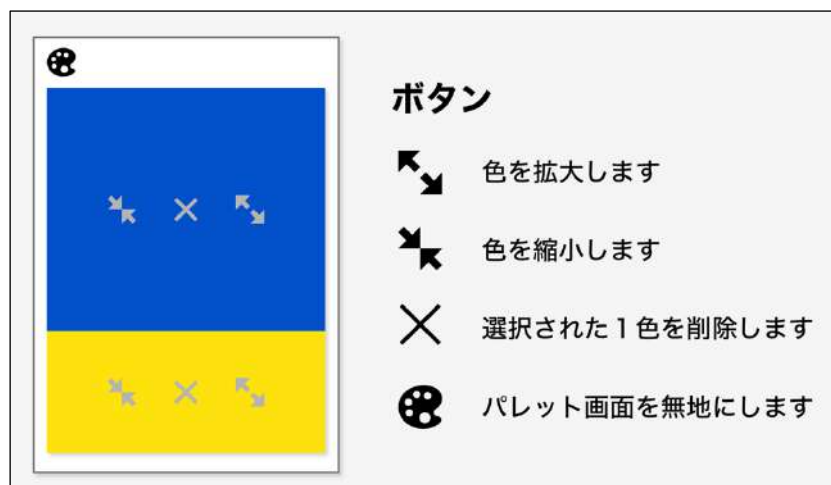 ボタン
色を拡大します
色を縮小します
選択された1色を削除します
パレット画面を無地にします